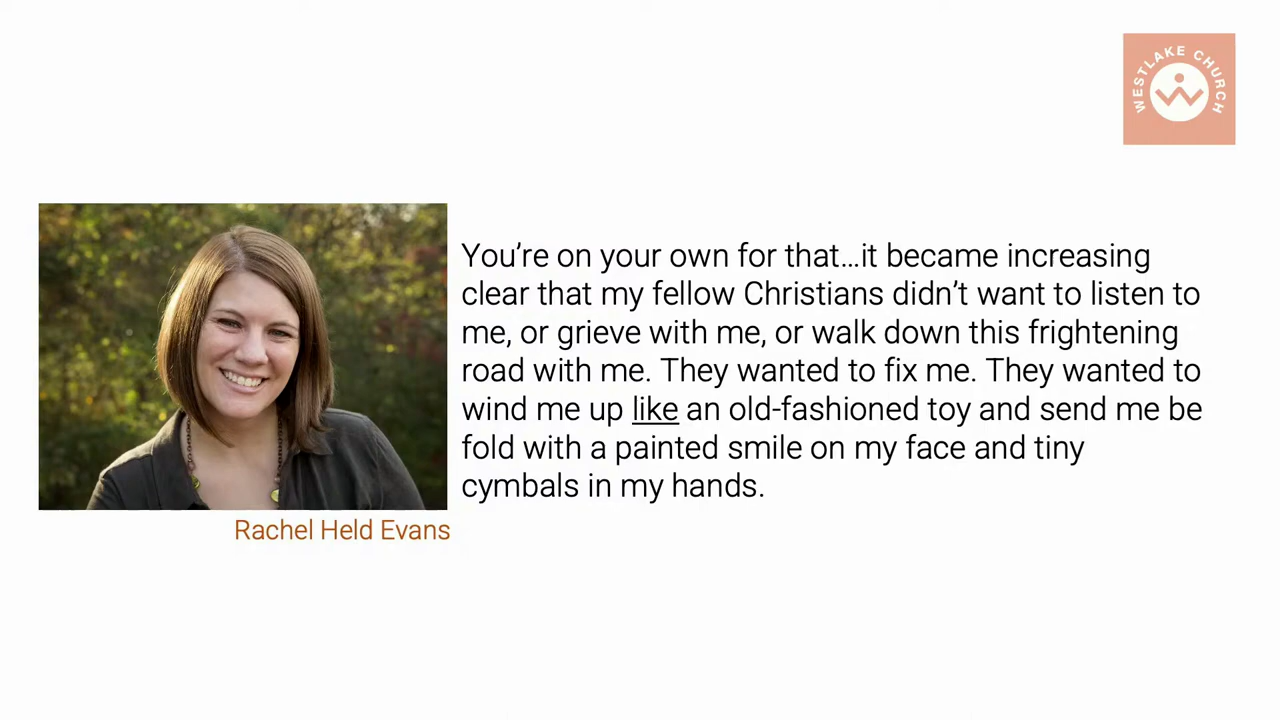 WESTLAKE CHURCH
You’re on your own for that…it became increasing
clear that my fellow Christians didn’t want to listen to
me, or grieve with me, or walk down this frightening
road with me. They wanted to fix me. They wanted to
wind me up like an old-fashioned toy and send me be
fold with a painted smile on my face and tiny
cymbals in my hands.
Rachel Held Evans